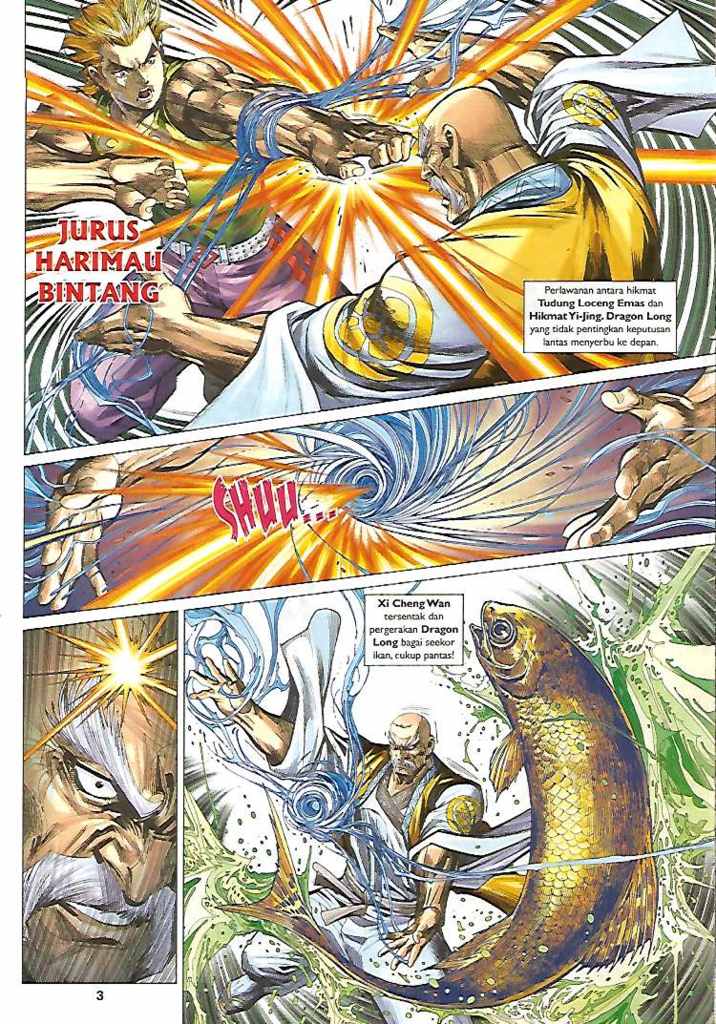 JURUS
HARIMAU
BINTANG
Perlawanan antara hikmat
Tudung Loceng Emas dan
Hikmat Yi-Jing. Dragon Long
yang tidak pentingkan keputusan
lantas menyerbu ke depan.
SHUU...
Xi Cheng Wan
tersentak dan
pergerakan Dragon
Long bagai seekor
ikan, cukup pantas!
3